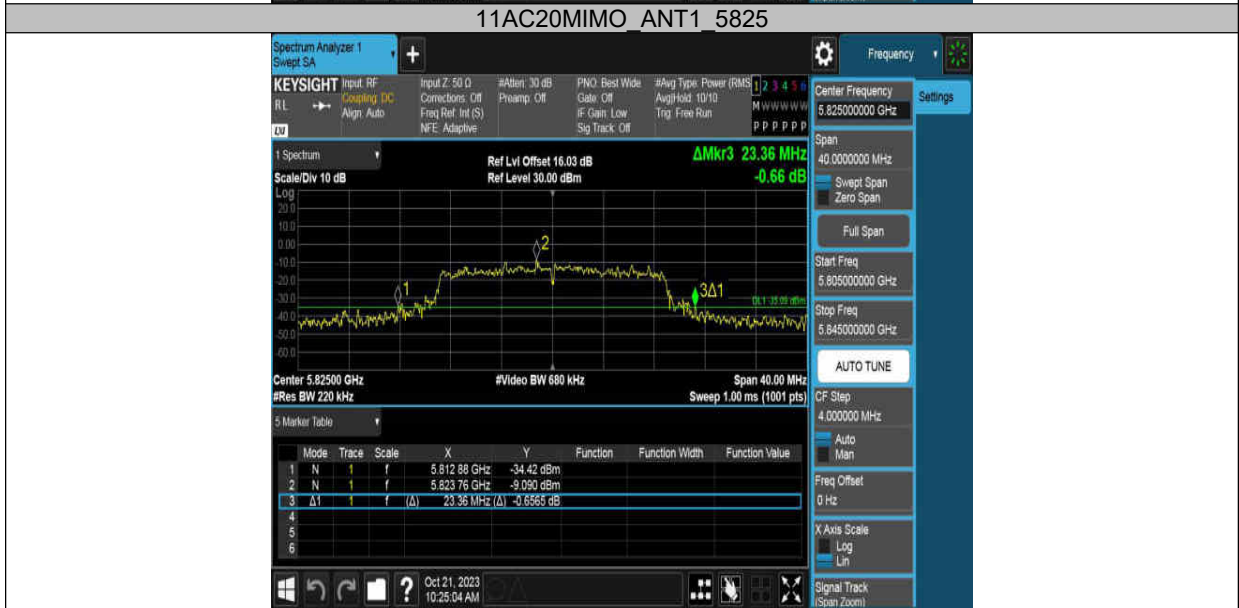 11AC20MIMO_ANT1_5825
Spectrum Analyzer 1
Swept SA
+
Frequency
KEYSIGHT
RL
Input: RF
Coupling: DC
Align: Auto
Input Z: 50 Ω
Corrections: Off
Freq Ref: Int (S)
NFE: Adaptive
#Atten: 30 dB
Preamp: Off
PNO: Best Wide
Gate: Off
IF Gain: Low
Sig Track: Off
#Avg Type: Power (RMS
Avg|Hold: 10/10
Trig: Free Run
1 2 3 4 5 6
M W W W W W
P P P P P P
Center Frequency
5.825000000 GHz
Settings
1 Spectrum
Scale/Div 10 dB
Ref Lvl Offset 16.03 dB
Ref Level 30.00 dBm
ΔMkr3 23.36 MHz
-0.66 dB
Span
40.0000000 MHz
Swept Span
Zero Span
Full Span
Start Freq
5.805000000 GHz
Stop Freq
5.845000000 GHz
AUTO TUNE
CF Step
4.000000 MHz
Auto
Man
Freq Offset
0 Hz
X Axis Scale
Log
Lin
Signal Track
(Span Zoom)
Log
20.0
10.0
0.00
-10.0
-20.0
-30.0
-40.0
-50.0
-60.0
1
2
3Δ1
DL1 -35.09 dBm
Center 5.82500 GHz
#Video BW 680 kHz
Span 40.00 MHz
#Res BW 220 kHz
Sweep 1.00 ms (1001 pts)
5 Marker Table
Mode Trace Scale X Y Function Function Width Function Value
1 N 1 f 5.812 88 GHz -34.42 dBm
2 N 1 f 5.823 76 GHz -9.090 dBm
3 Δ1 1 f (Δ) 23.36 MHz (Δ) -0.6565 dB
4
5
6
?
Oct 21, 2023
10:25:04 AM